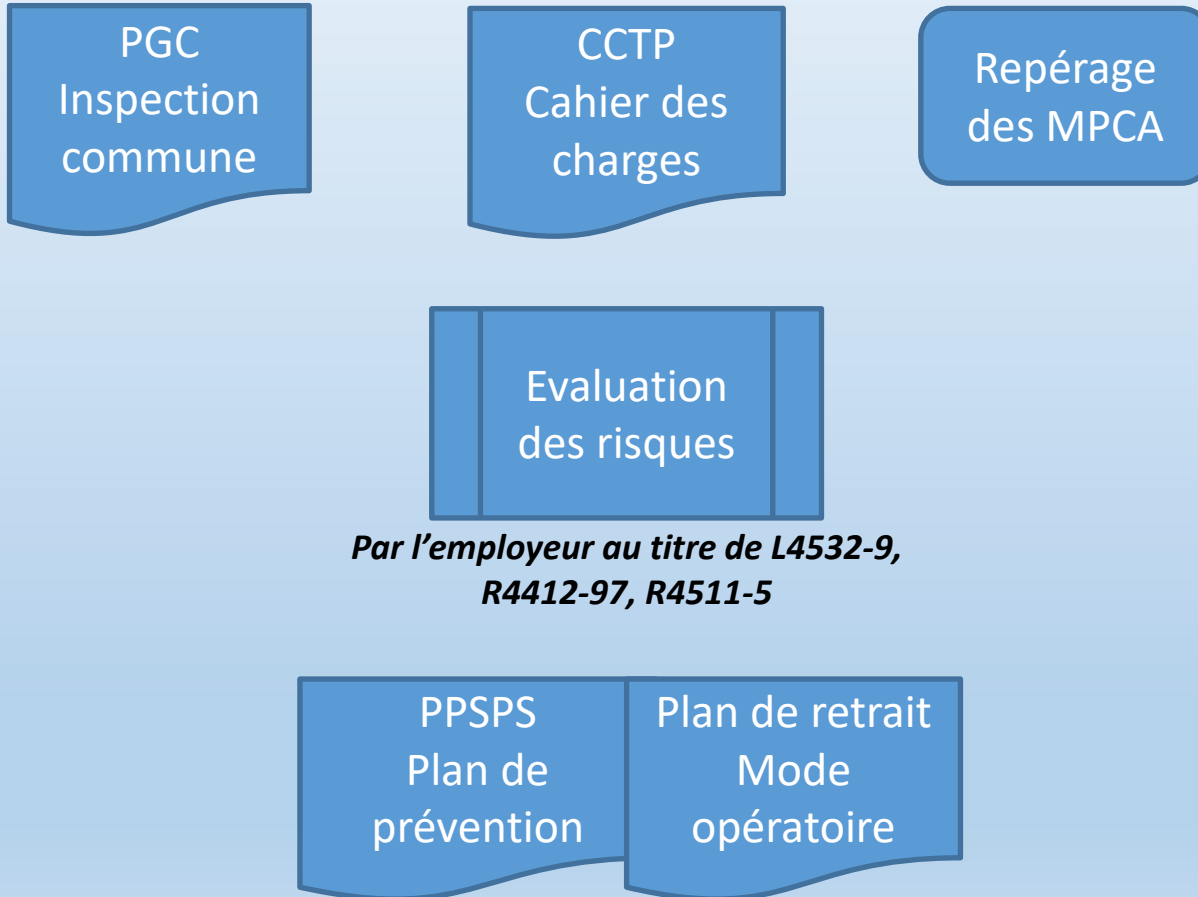 PGC
Inspection
commune
CCTP
Cahier des
charges
Repérage
des MPCA
Evaluation
des risques
Par l’employeur au titre de L4532-9,
R4412-97, R4511-5
PPSPS
Plan de
prévention
Plan de retrait
Mode
opératoire